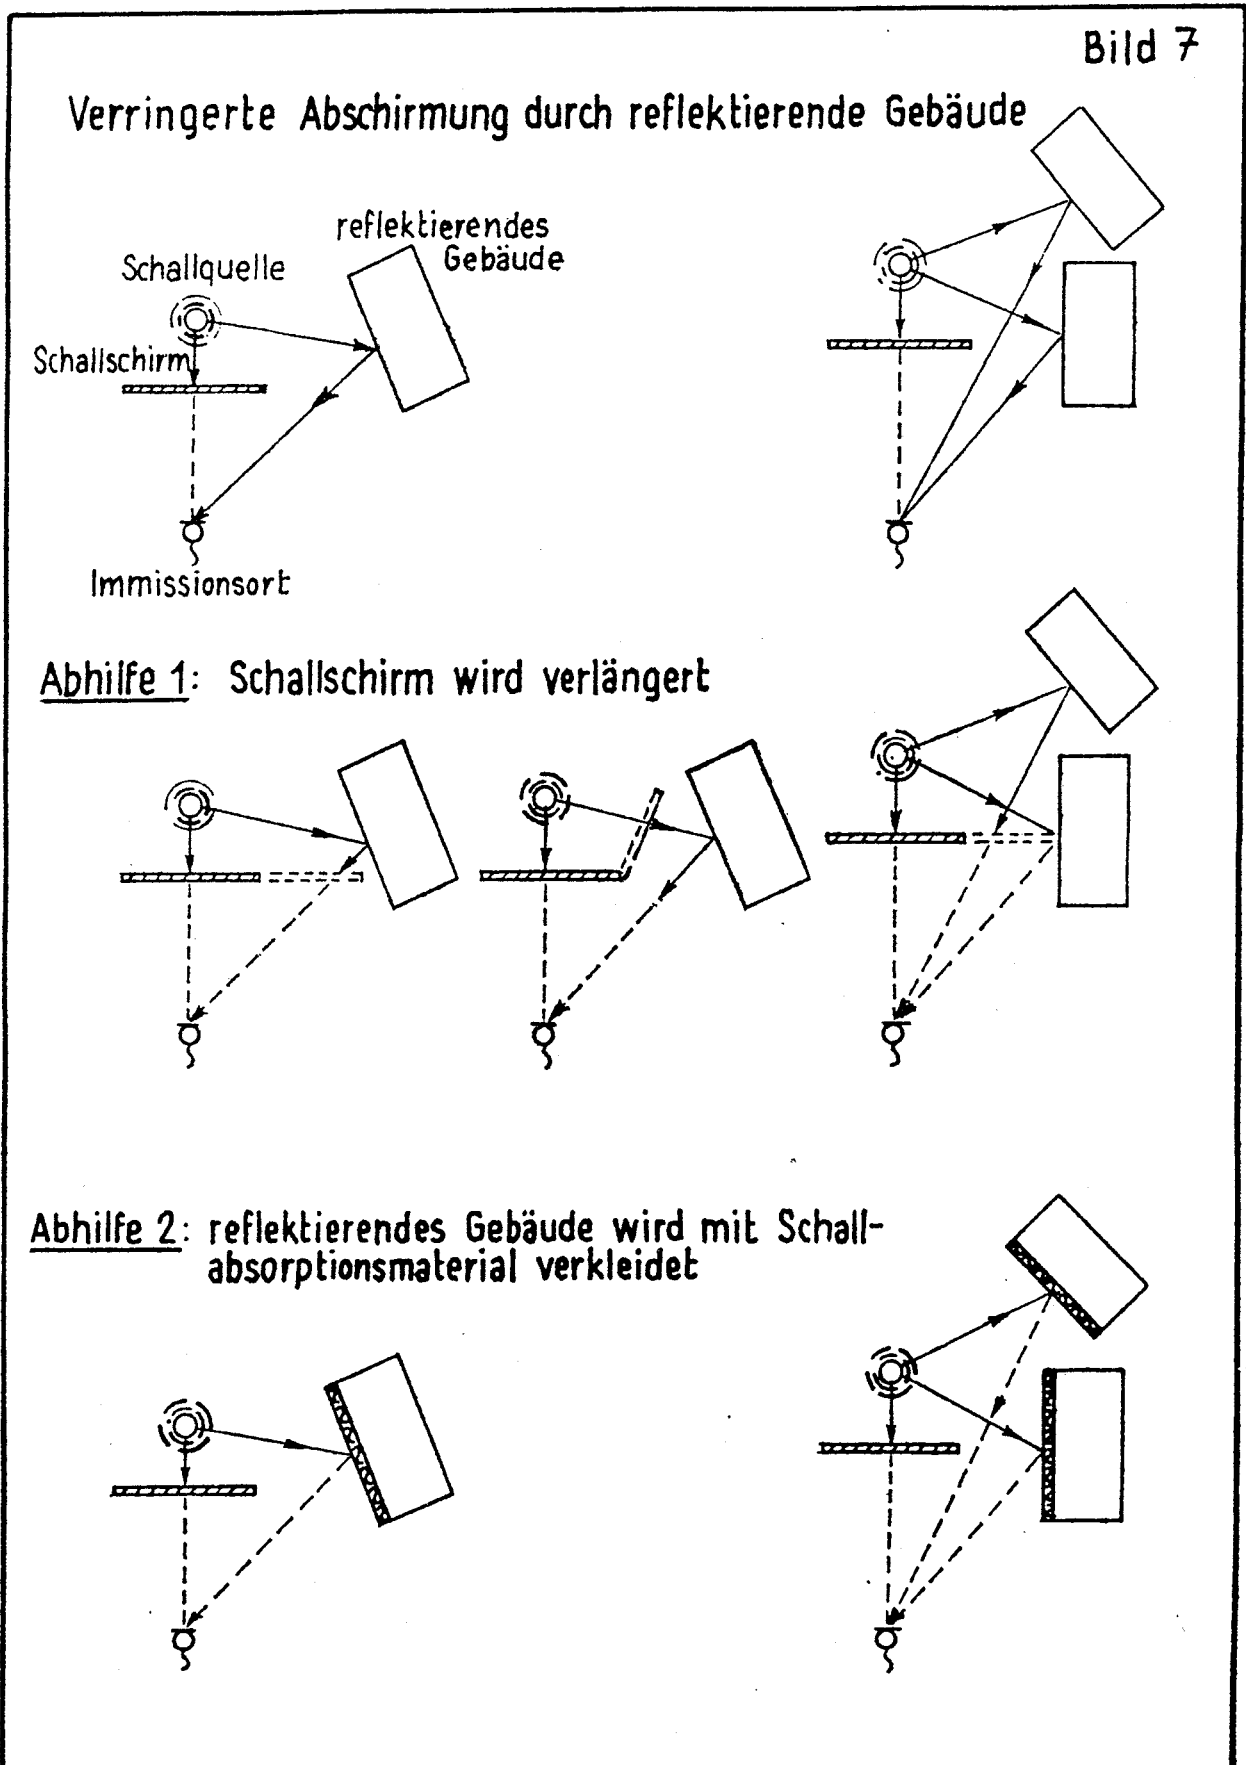 Bild 7
Verringerte Abschirmung durch reflektierende Gebäude
reflektierendes
Gebäude
Schallquelle
Schallschirm
Immissionsort
Abhilfe 1: Schallschirm wird verlängert
Abhilfe 2: reflektierendes Gebäude wird mit Schall-
absorptionsmaterial verkleidet